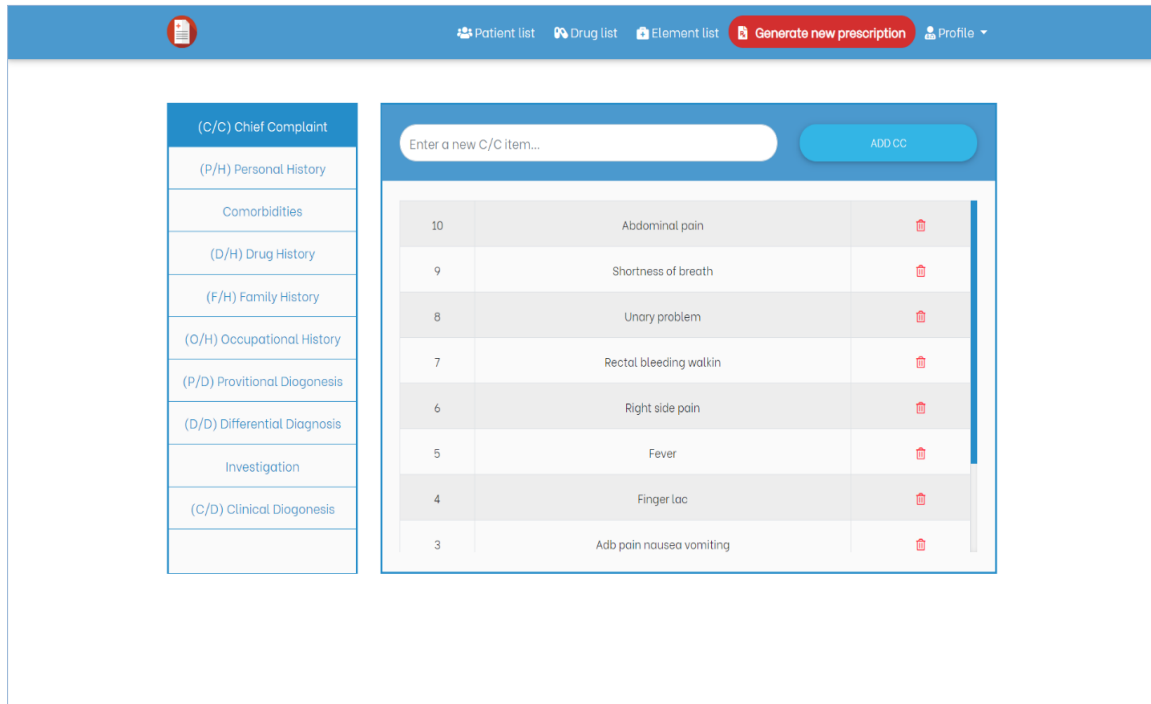 Patient list Drug list Element list Generate new prescription Profile
(C/C) Chief Complaint
(P/H) Personal History
Comorbidities
(D/H) Drug History
(F/H) Family History
(O/H) Occupational History
(P/D) Provitional Diogonesis
(D/D) Differential Diagnosis
Investigation
(C/D) Clinical Diogonesis
Enter a new C/C item... ADD CC
10 Abdominal pain
9 Shortness of breath
8 Unary problem
7 Rectal bleeding walkin
6 Right side pain
5 Fever
4 Finger lac
3 Adb pain nausea vomiting